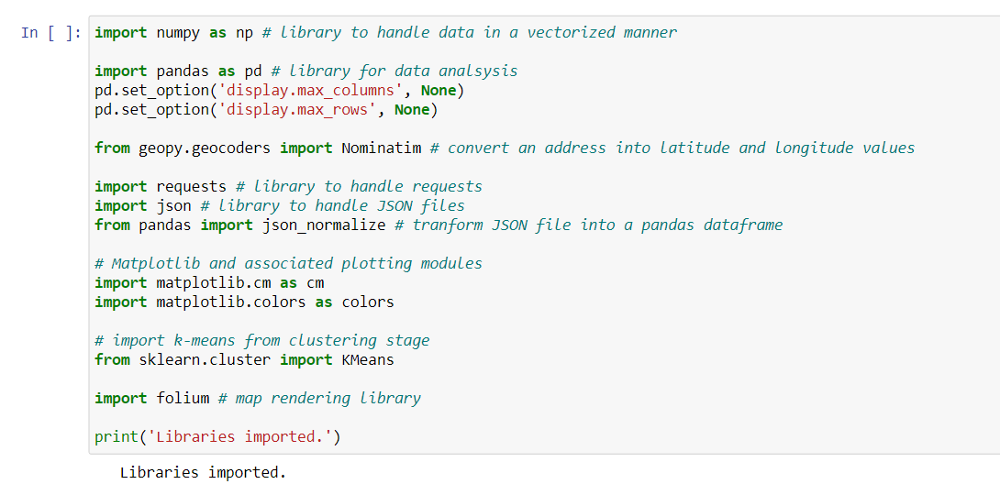 In [ ]: import numpy as np # library to handle data in a vectorized manner
import pandas as pd # library for data analsysis
pd.set_option('display.max_columns', None)
pd.set_option('display.max_rows', None)
from geopy.geocoders import Nominatim # convert an address into latitude and longitude values
import requests # library to handle requests
import json # library to handle JSON files
from pandas import json_normalize # tranform JSON file into a pandas dataframe
# Matplotlib and associated plotting modules
import matplotlib.cm as cm
import matplotlib.colors as colors
# import k-means from clustering stage
from sklearn.cluster import KMeans
import folium # map rendering library
print('Libraries imported.')
Libraries imported.